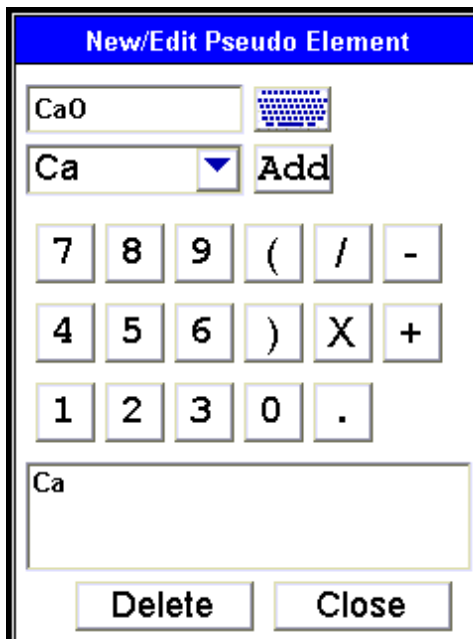 New/Edit Pseudo Element
CaO
Ca Add
7 8 9 ( / -
4 5 6 ) X +
1 2 3 0 .
Ca
Delete Close